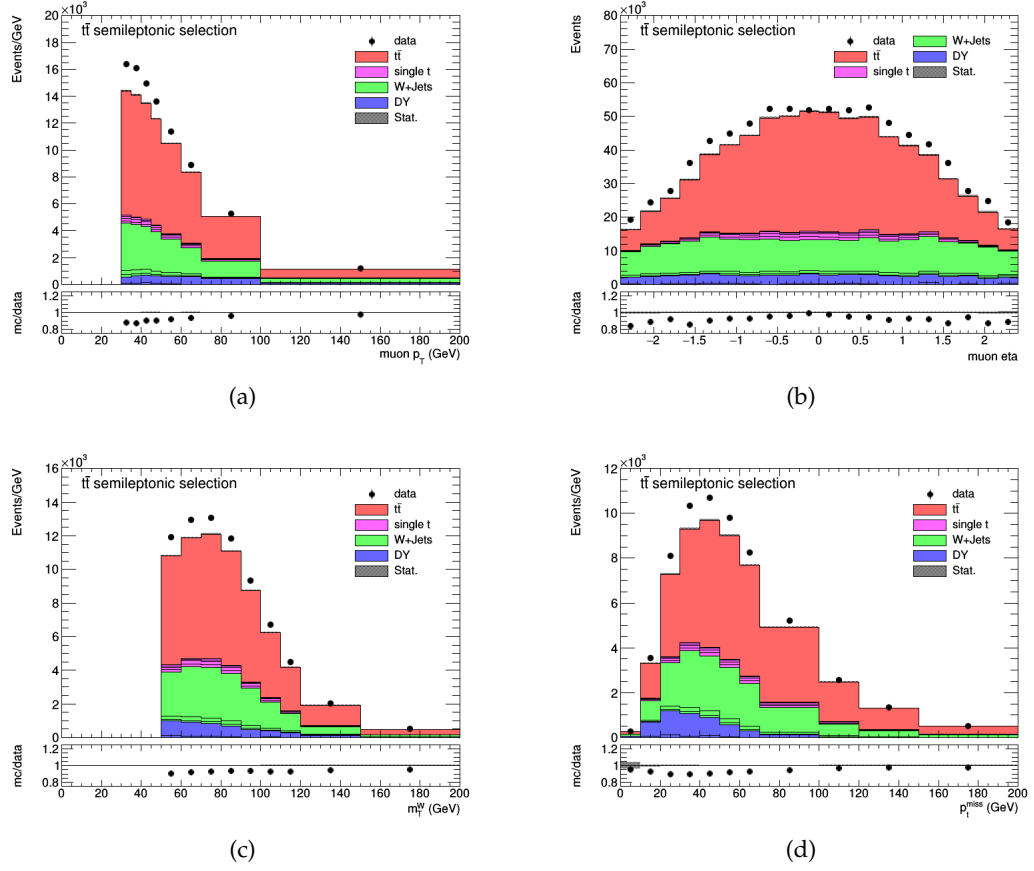 ×10³
20
18
16
14
12
10
8
6
4
2
0
Events/GeV
tt̄ semileptonic selection
data
tt̄
single t
W+Jets
DY
Stat.
1.2
1
0.8
mc/data
0 20 40 60 80 100 120 140 160 180 200
muon p_T (GeV)
(a)
×10³
80
70
60
50
40
30
20
10
0
Events
tt̄ semileptonic selection
data
tt̄
single t
W+Jets
DY
Stat.
1.2
1
0.8
mc/data
−2 −1.5 −1 −0.5 0 0.5 1 1.5 2
muon eta
(b)
×10³
16
14
12
10
8
6
4
2
0
Events/GeV
tt̄ semileptonic selection
data
tt̄
single t
W+Jets
DY
Stat.
1.2
1
0.8
mc/data
0 20 40 60 80 100 120 140 160 180 200
m_T^W (GeV)
(c)
×10³
12
10
8
6
4
2
0
Events/GeV
tt̄ semileptonic selection
data
tt̄
single t
W+Jets
DY
Stat.
1.2
1
0.8
mc/data
0 20 40 60 80 100 120 140 160 180 200
p_t^miss (GeV)
(d)